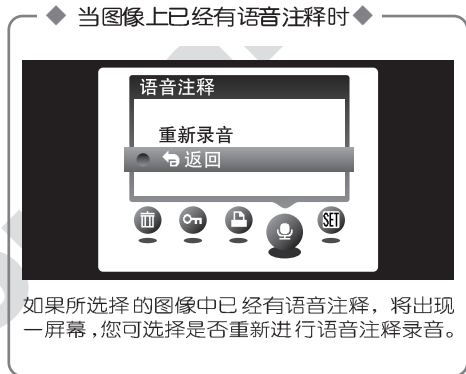 ◆ 当图像上已经有语音注释时 ◆
语音注释
重新录音
返回
SET
如果所选择的图像中已经有语音注释，将出现
一屏幕，您可选择是否重新进行语音注释录音。